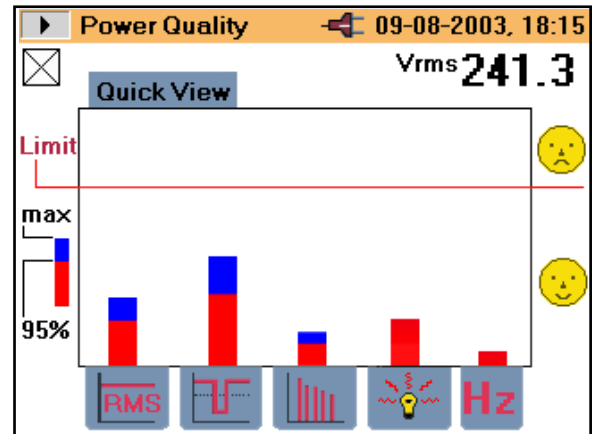 Power Quality 09-08-2003, 18:15
Vrms 241.3
Quick View
Limit
max
95%
RMS
Hz